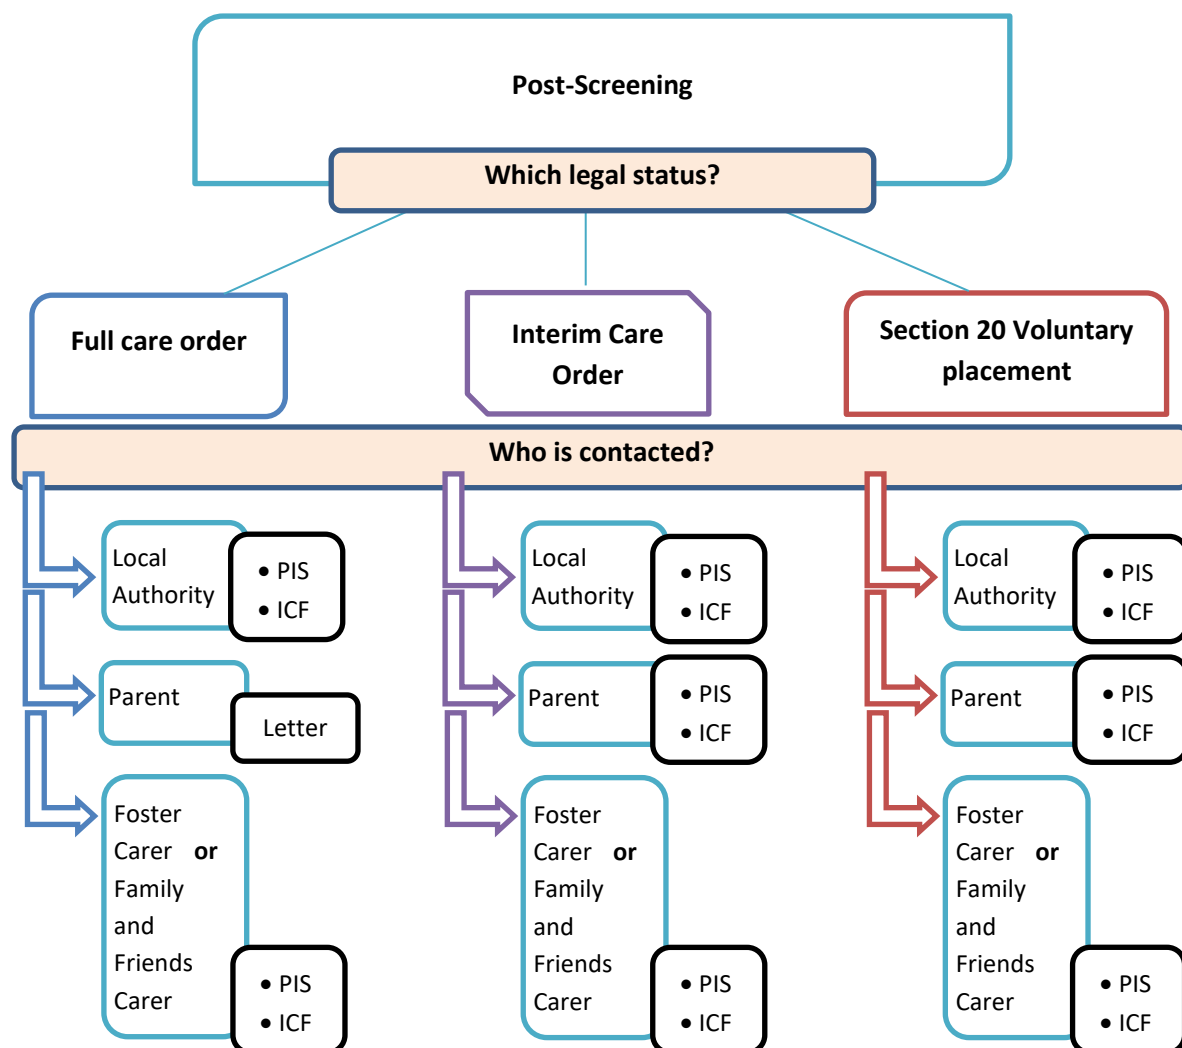 Post-Screening
Which legal status?
Full care order
Interim Care
Order
Section 20 Voluntary
placement
Who is contacted?
Local
Authority
• PIS
• ICF
Parent
Letter
Foster
Carer or
Family
and
Friends
Carer
• PIS
• ICF
Local
Authority
• PIS
• ICF
Parent
• PIS
• ICF
Foster
Carer or
Family
and
Friends
Carer
• PIS
• ICF
Local
Authority
• PIS
• ICF
Parent
• PIS
• ICF
Foster
Carer or
Family
and
Friends
Carer
• PIS
• ICF